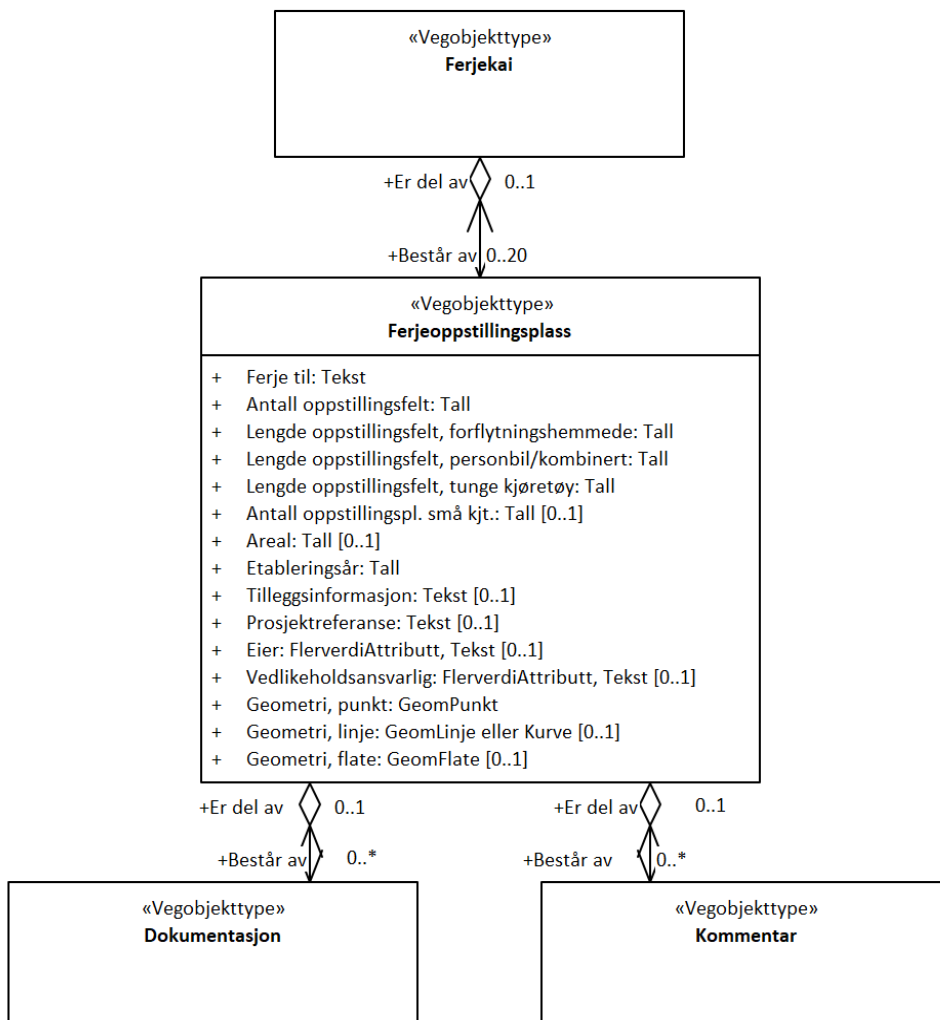 «Vegobjekttype»
Ferjekai
+Er del av 0..1
+Består av 0..20
«Vegobjekttype»
Ferjeoppstillingsplass
+ Ferje til: Tekst
+ Antall oppstillingsfelt: Tall
+ Lengde oppstillingsfelt, forflytningshemmede: Tall
+ Lengde oppstillingsfelt, personbil/kombinert: Tall
+ Lengde oppstillingsfelt, tunge kjøretøy: Tall
+ Antall oppstillingspl. små kjt.: Tall [0..1]
+ Areal: Tall [0..1]
+ Etableringsår: Tall
+ Tilleggsinformasjon: Tekst [0..1]
+ Prosjektreferanse: Tekst [0..1]
+ Eier: FlerverdiAttributt, Tekst [0..1]
+ Vedlikeholdsansvarlig: FlerverdiAttributt, Tekst [0..1]
+ Geometri, punkt: GeomPunkt
+ Geometri, linje: GeomLinje eller Kurve [0..1]
+ Geometri, flate: GeomFlate [0..1]
+Er del av 0..1
+Består av 0..*
«Vegobjekttype»
Dokumentasjon
+Er del av 0..1
+Består av 0..*
«Vegobjekttype»
Kommentar